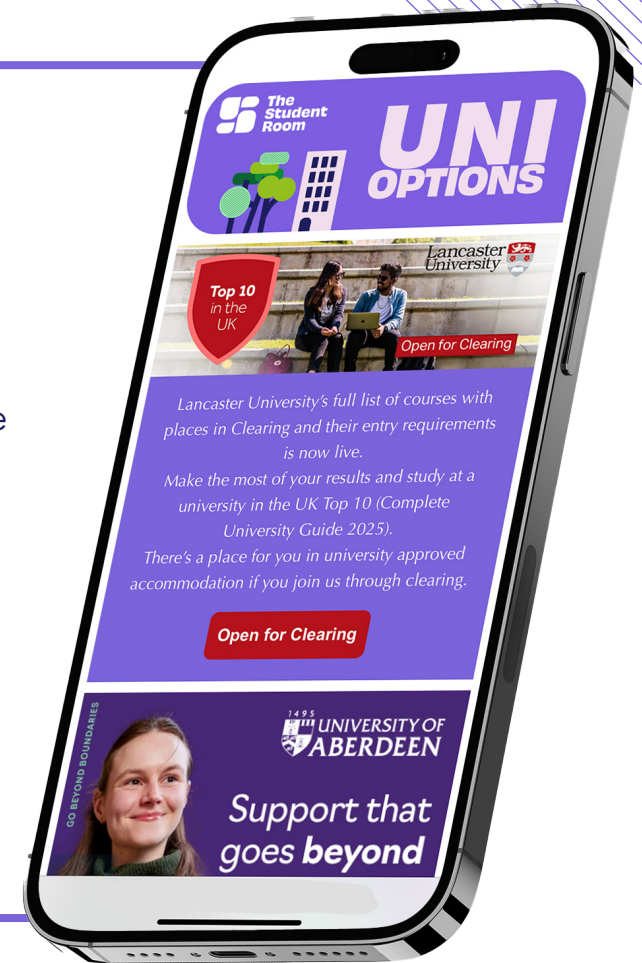 The
Student
Room
UNI
OPTIONS
Lancaster
University
Top 10
in the
UK
Open for Clearing
e
Lancaster University's full list of courses with
places in Clearing and their entry requirements
is now live.
Make the most of your results and study at a
university in the UK Top 10 (Complete
University Guide 2025).
There's a place for you in university approved
accommodation if you join us through clearing.
Open for Clearing
GO BEYOND BOUNDARIES
1495
UNIVERSITY OF
ABERDEEN
Support that
goes beyond